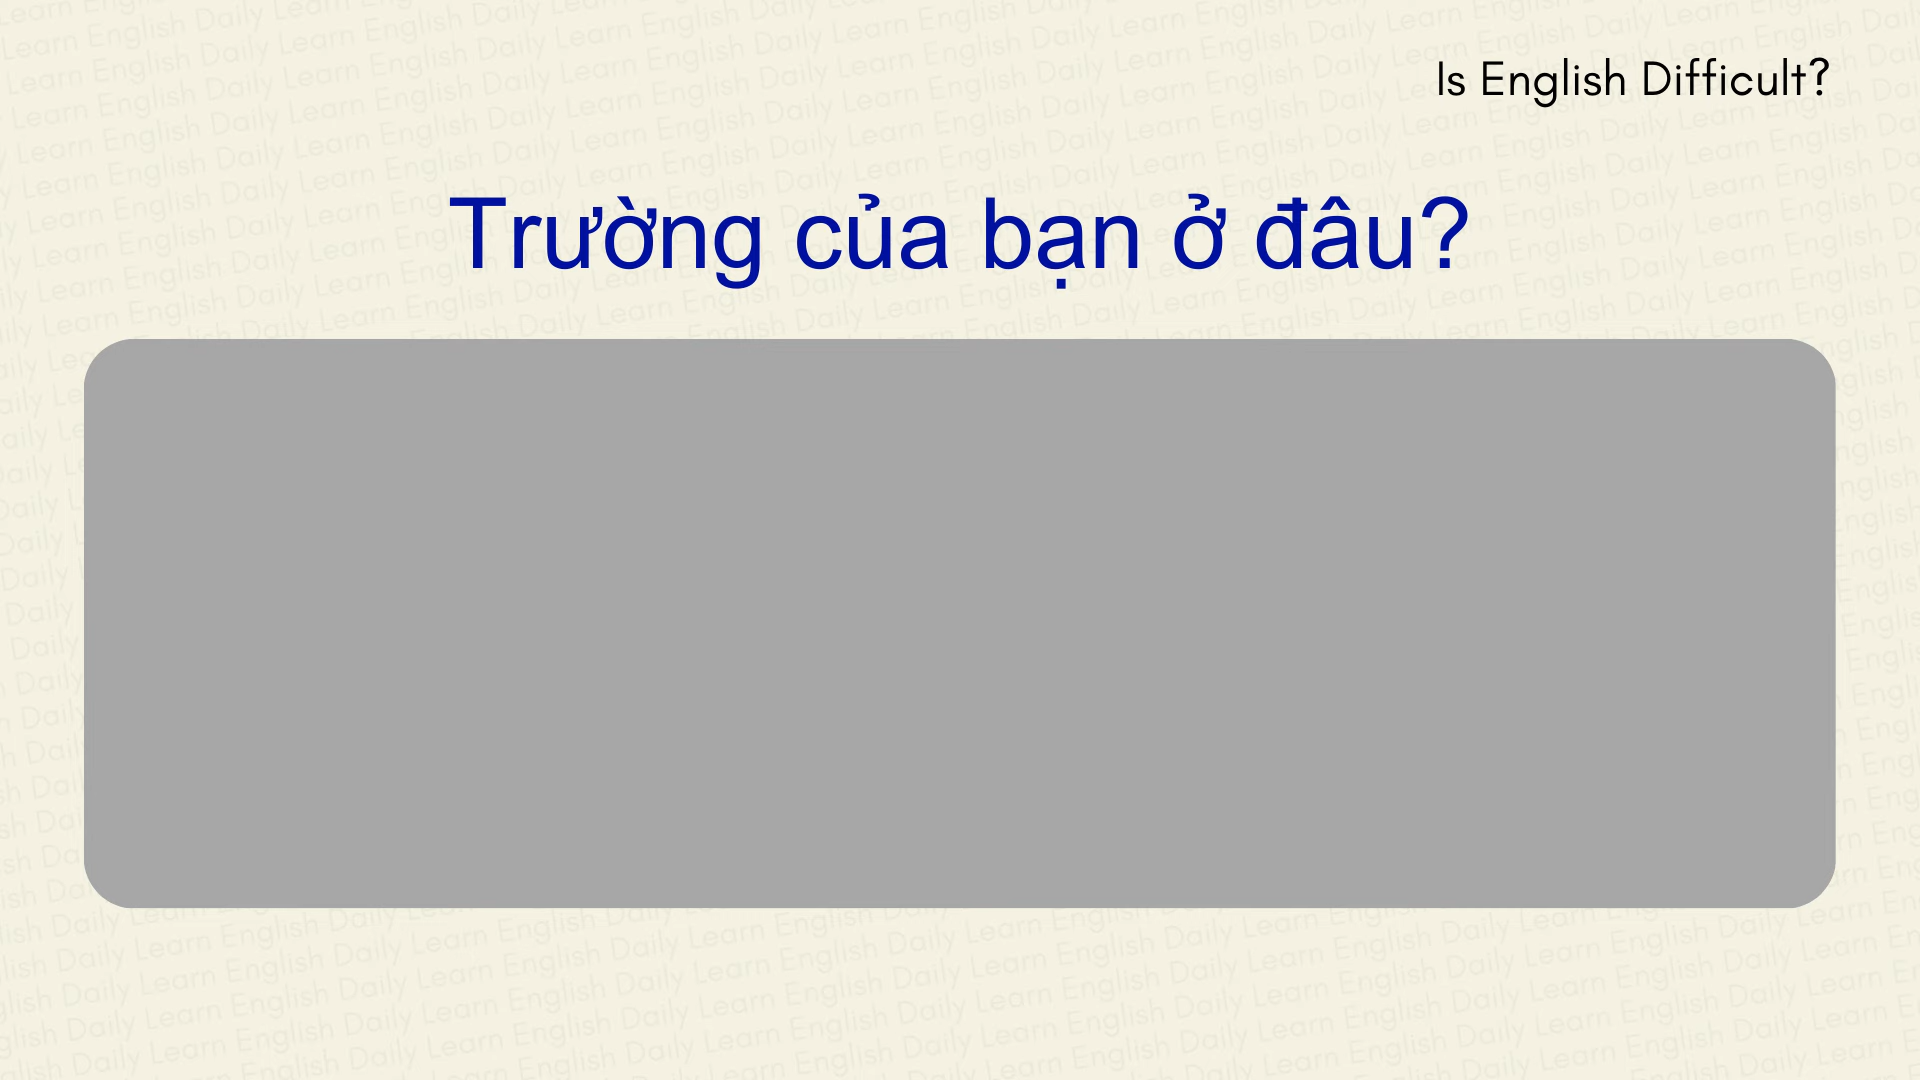 Is English Difficult?
Trường của bạn ở đâu?